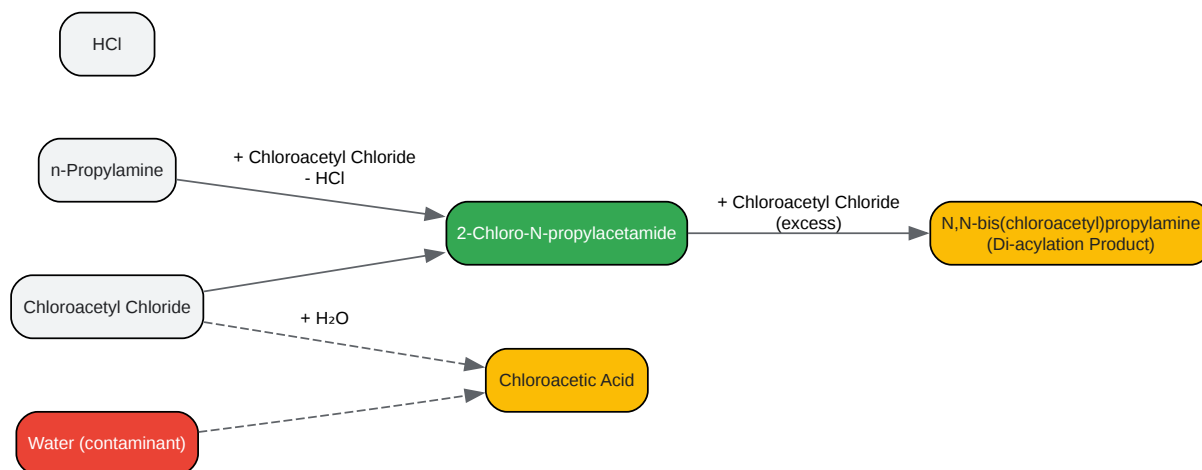 HCl
n-Propylamine
+ Chloroacetyl Chloride
- HCl
2-Chloro-N-propylacetamide
+ Chloroacetyl Chloride
(excess)
N,N-bis(chloroacetyl)propylamine
(Di-acylation Product)
Chloroacetyl Chloride
+ H₂O
Chloroacetic Acid
Water (contaminant)